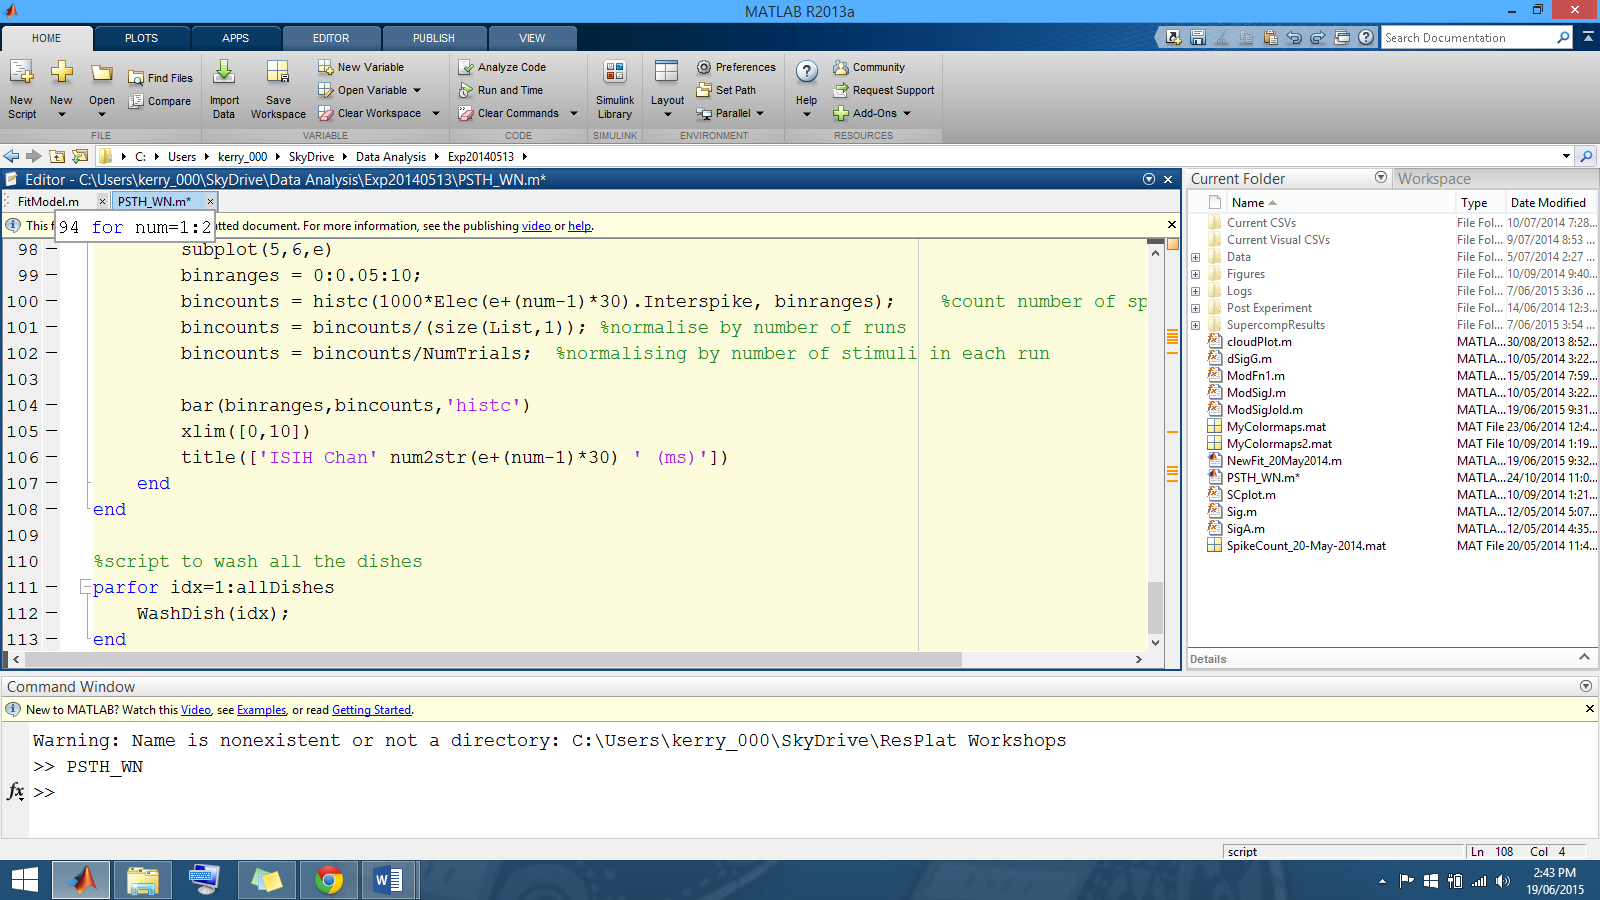 MATLAB R2013a
HOME PLOTS APPS EDITOR PUBLISH VIEW
Search Documentation
New Script
New
Open
Find Files
Compare
FILE
Import Data
Save Workspace
New Variable
Open Variable
Clear Workspace
VARIABLE
Analyze Code
Run and Time
Clear Commands
CODE
Simulink Library
SIMULINK
Layout
Preferences
Set Path
Parallel
ENVIRONMENT
Help
Community
Request Support
Add-Ons
RESOURCES
C: Users kerry_000 SkyDrive Data Analysis Exp20140513
Editor - C:\Users\kerry_000\SkyDrive\Data Analysis\Exp20140513\PSTH_WN.m*
FitModel.m PSTH_WN.m*
94 for num=1:2
This f atted document. For more information, see the publishing video or help.
98 subplot(5,6,e)
99 binranges = 0:0.05:10;
100 bincounts = histc(1000*Elec(e+(num-1)*30).Interspike, binranges); %count number of sp
101 bincounts = bincounts/(size(List,1)); %normalise by number of runs
102 bincounts = bincounts/NumTrials; %normalising by number of stimuli in each run
103
104 bar(binranges,bincounts,'histc')
105 xlim([0,10])
106 title(['ISIH Chan' num2str(e+(num-1)*30) ' (ms)'])
107 end
108 end
109
110 %script to wash all the dishes
111 parfor idx=1:allDishes
112 WashDish(idx);
113 end
Current Folder Workspace
Name Type Date Modified
Current CSVs File Fol... 10/07/2014 7:28...
Current Visual CSVs File Fol... 9/07/2014 8:53 ...
Data File Fol... 5/07/2014 2:27 ...
Figures File Fol... 10/09/2014 9:40...
Logs File Fol... 7/06/2015 3:36 ...
Post Experiment File Fol... 14/06/2014 12:3...
SupercompResults File Fol... 7/06/2015 3:54 ...
cloudPlot.m MATLA... 30/08/2013 8:52...
dSigG.m MATLA... 10/05/2014 3:22...
ModFn1.m MATLA... 15/05/2014 7:59...
ModSigJ.m MATLA... 10/05/2014 3:22...
ModSigJold.m MATLA... 19/06/2015 9:31...
MyColormaps.mat MAT File 23/06/2014 12:4...
MyColormaps2.mat MAT File 10/09/2014 1:19...
NewFit_20May2014.m MATLA... 19/06/2015 9:32...
PSTH_WN.m* MATLA... 24/10/2014 11:0...
SCplot.m MATLA... 10/09/2014 1:21...
Sig.m MATLA... 12/05/2014 5:07...
SigA.m MATLA... 12/05/2014 4:35...
SpikeCount_20-May-2014.mat MAT File 20/05/2014 11:4...
Details
Command Window
New to MATLAB? Watch this Video, see Examples, or read Getting Started.
Warning: Name is nonexistent or not a directory: C:\Users\kerry_000\SkyDrive\ResPlat Workshops
>> PSTH_WN
fx >>
script Ln 108 Col 4
2:43 PM
19/06/2015